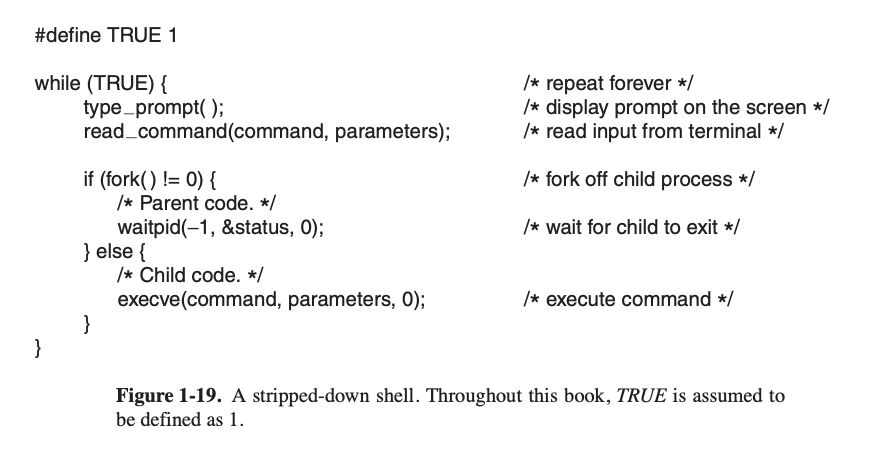 #define TRUE 1
while (TRUE) { /* repeat forever */
type_prompt( ); /* display prompt on the screen */
read_command(command, parameters); /* read input from terminal */
if (fork( ) != 0) { /* fork off child process */
/* Parent code. */
waitpid(−1, &status, 0); /* wait for child to exit */
} else {
/* Child code. */
execve(command, parameters, 0); /* execute command */
}
}
Figure 1-19. A stripped-down shell. Throughout this book, TRUE is assumed to
be defined as 1.